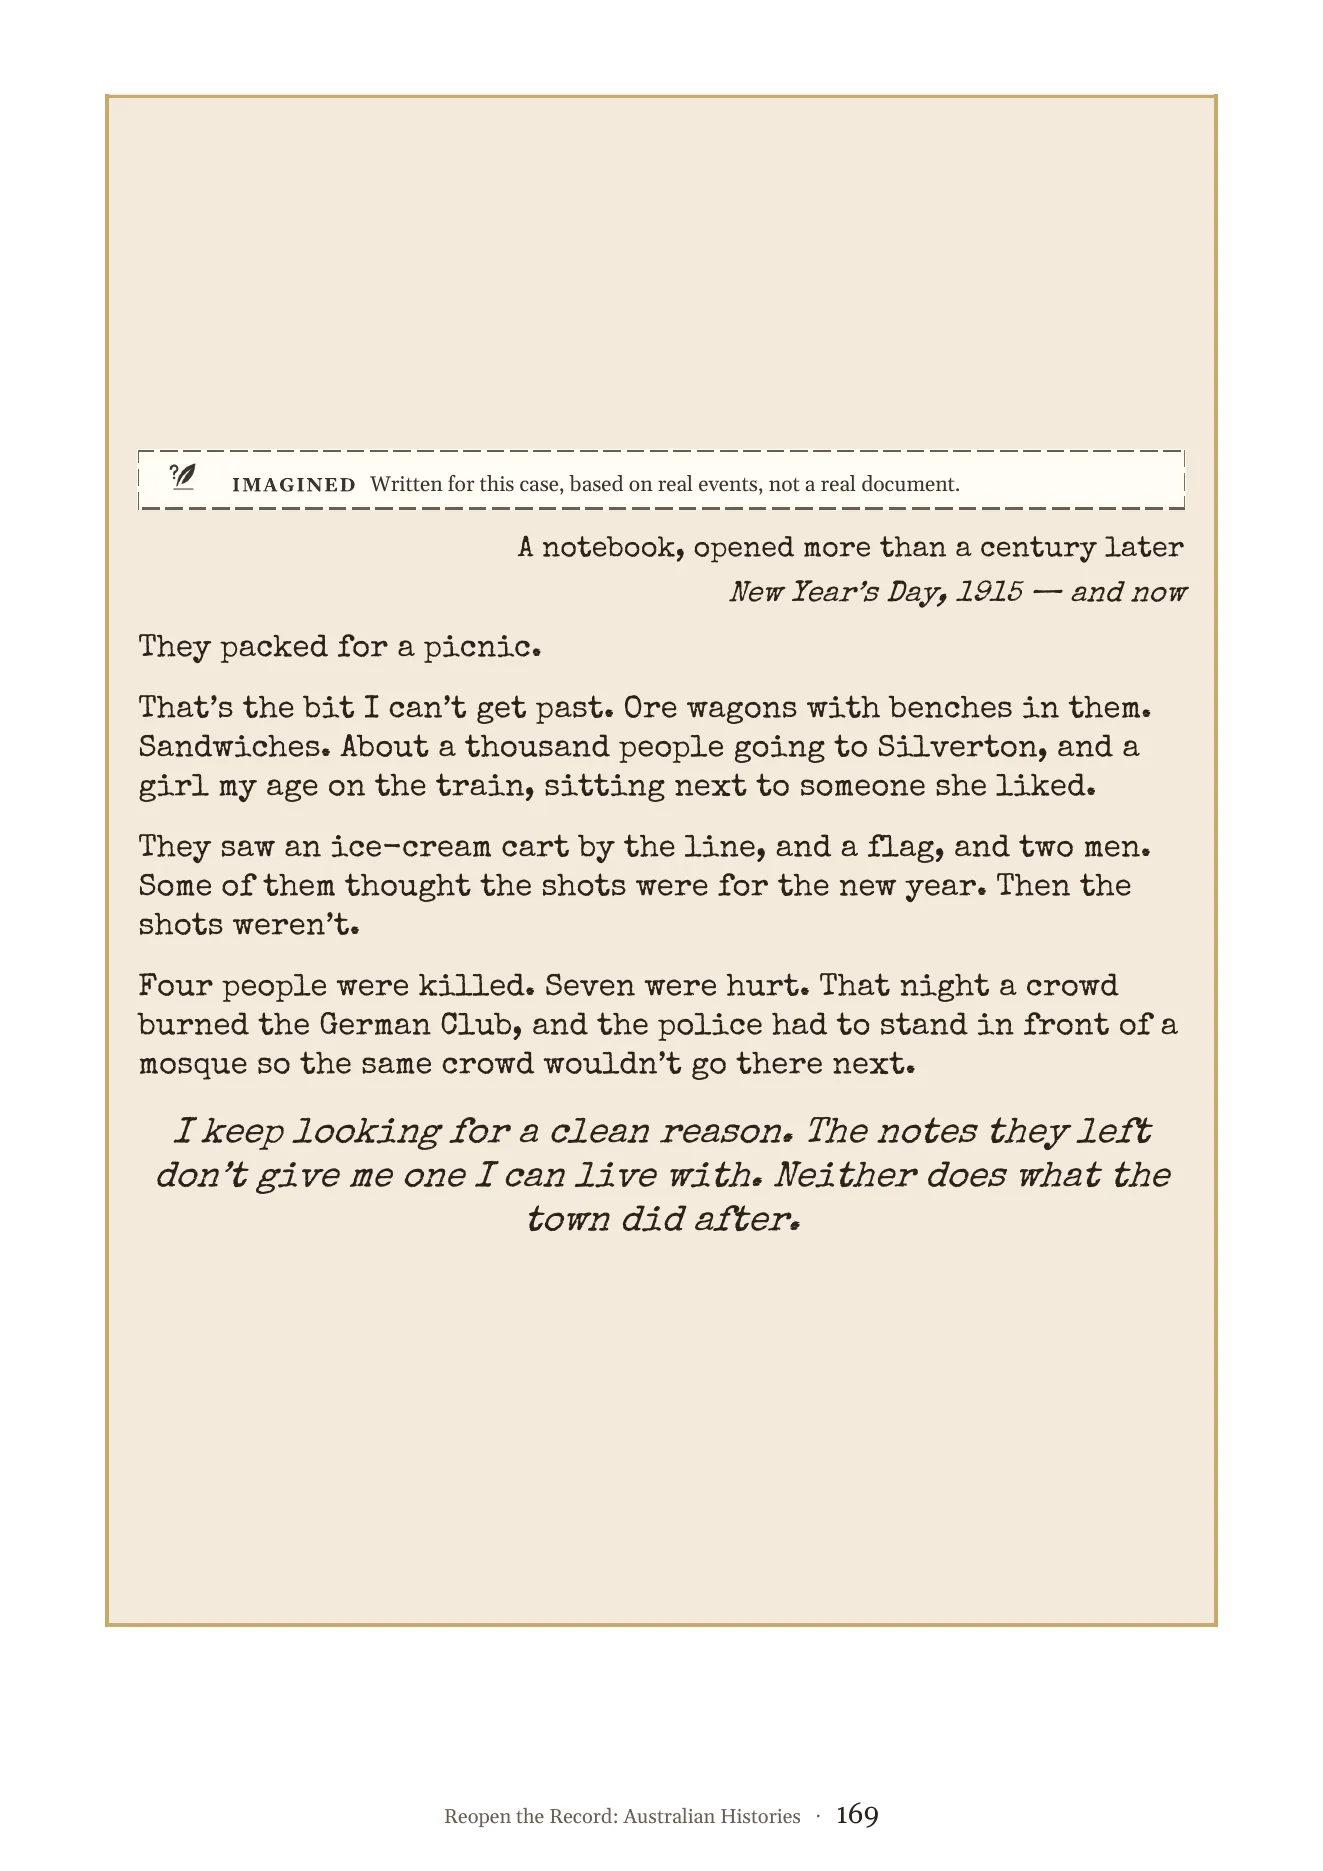 IMAGINED Written for this case, based on real events, not a real document.
A notebook, opened more than a century later
New Year’s Day, 1915 — and now
They packed for a picnic.
That’s the bit I can’t get past. Ore wagons with benches in them.
Sandwiches. About a thousand people going to Silverton, and a
girl my age on the train, sitting next to someone she liked.
They saw an ice-cream cart by the line, and a flag, and two men.
Some of them thought the shots were for the new year. Then the
shots weren’t.
Four people were killed. Seven were hurt. That night a crowd
burned the German Club, and the police had to stand in front of a
mosque so the same crowd wouldn’t go there next.
I keep looking for a clean reason. The notes they left
don’t give me one I can live with. Neither does what the
town did after.
Reopen the Record: Australian Histories · 169